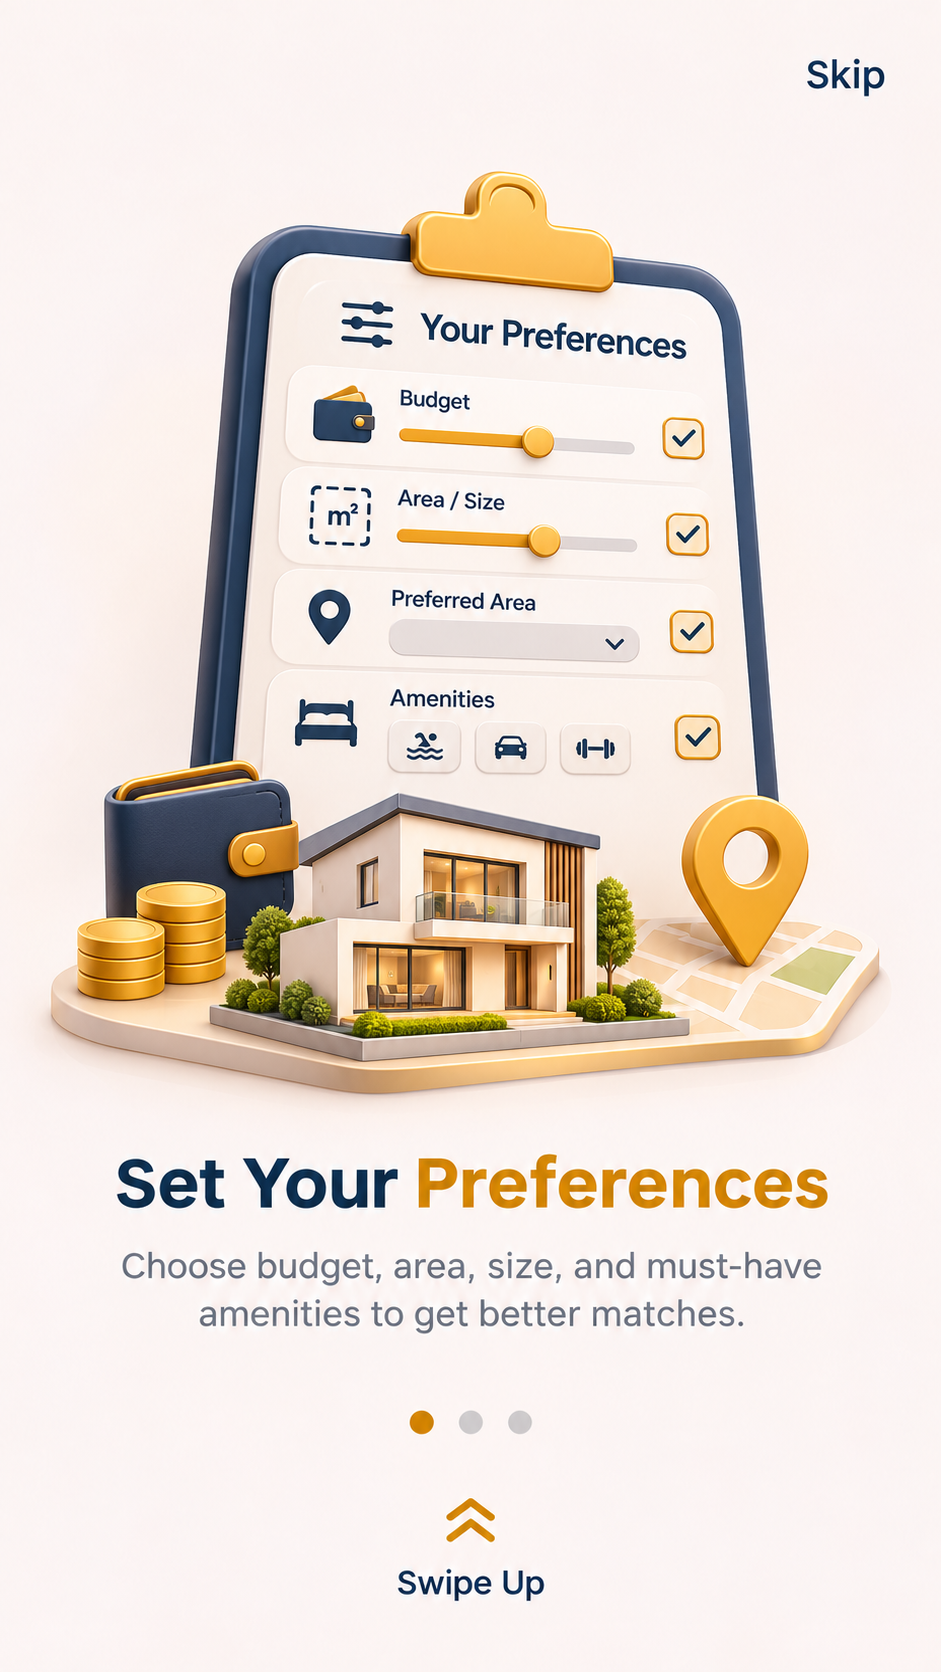 Skip
Your Preferences
Budget
Area / Size
m²
Preferred Area
Amenities
Set Your Preferences
Choose budget, area, size, and must-have
amenities to get better matches.
Swipe Up